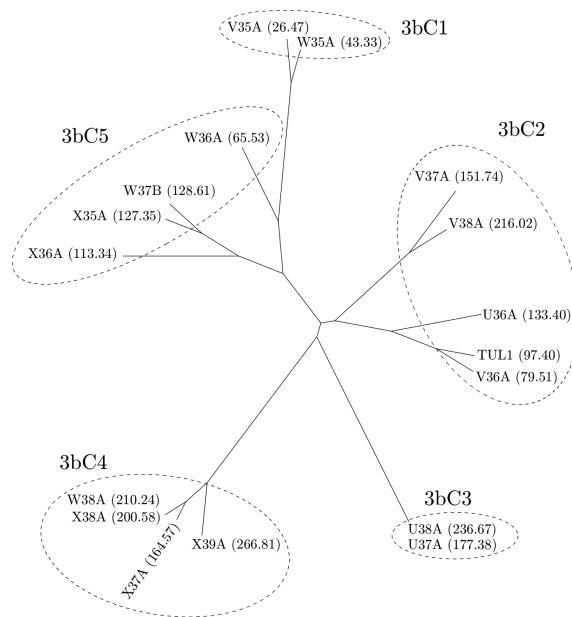 V35A (26.47)
3bC1
W35A (43.33)
3bC5
3bC2
W36A (65.53)
V37A (151.74)
W37B (128.61)
X35A (127.35)
V38A (216.02)
X36A (113.34)
U36A (133.40)
TUL1 (97.40)
V36A (79.51)
3bC4
3bC3
W38A (210.24)
X38A (200.58)
X37A (164.57)
X39A (266.81)
U38A (236.67)
U37A (177.38)